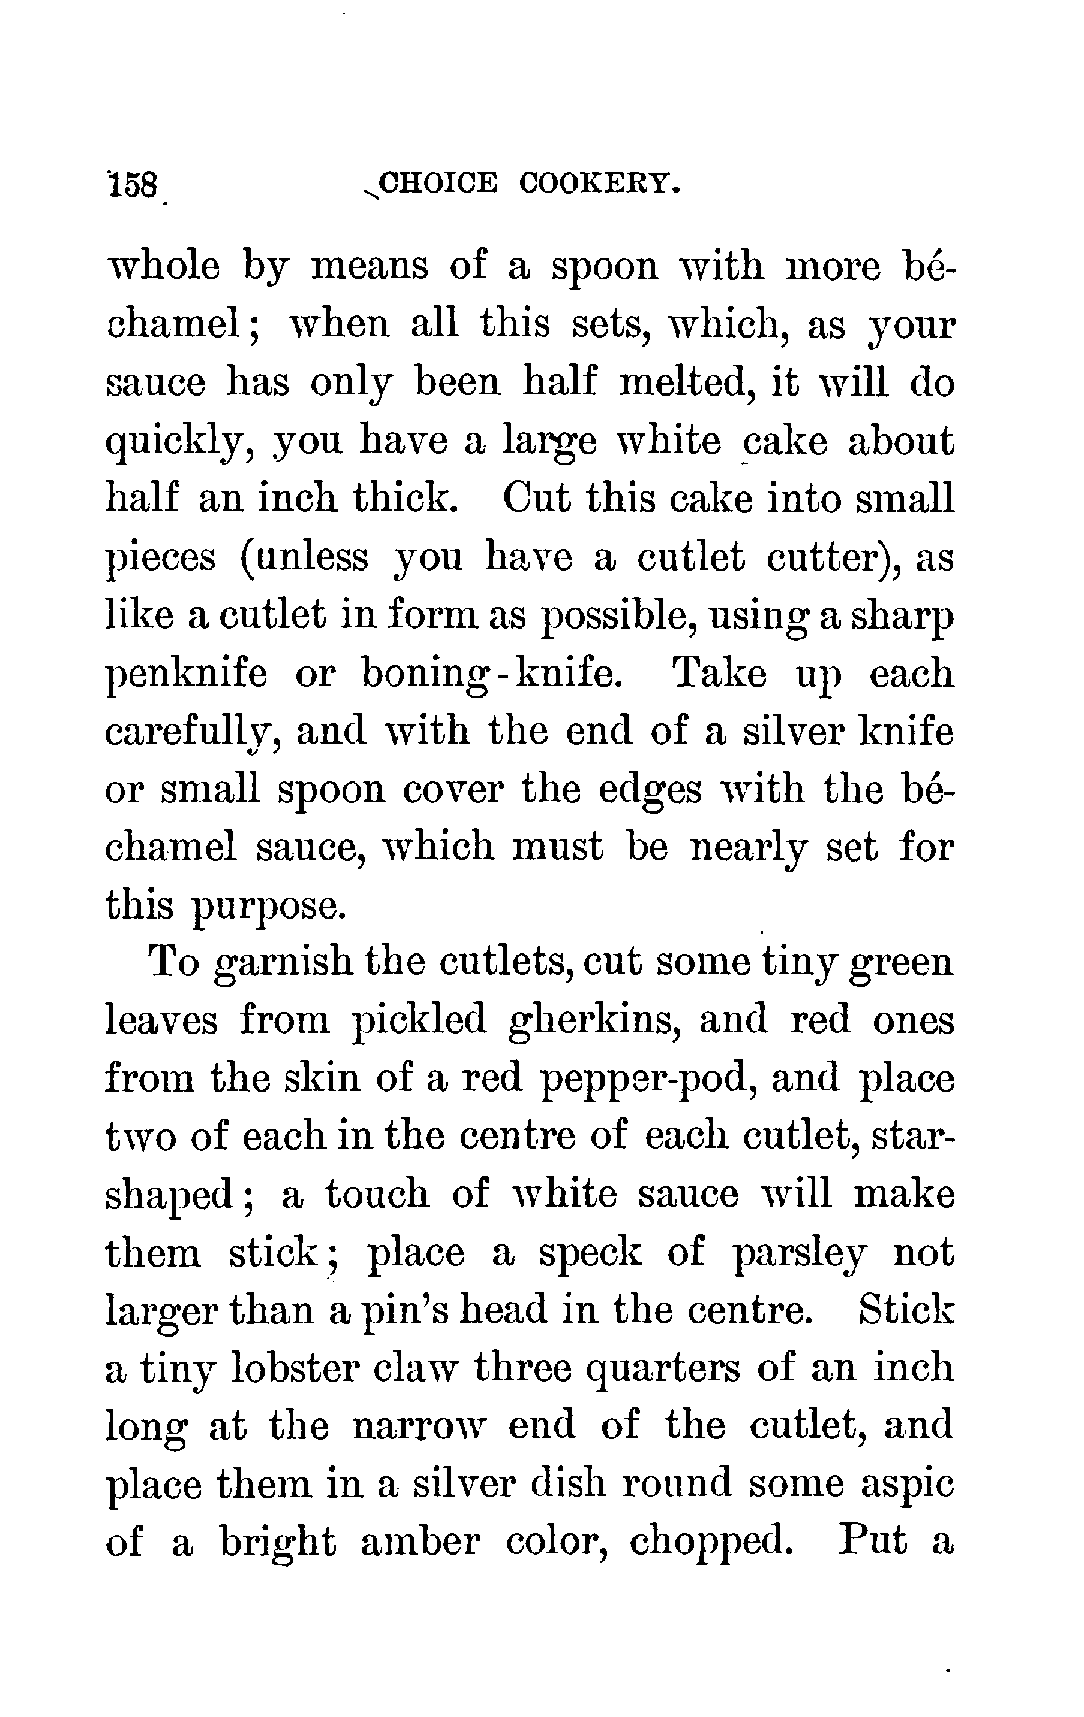 158 CHOICE COOKERY.
whole by means of a spoon with more bé-
chamel; when all this sets, which, as your
sauce has only been half melted, it will do
quickly, you have a large white cake about
half an inch thick. Cut this cake into small
pieces (unless you have a cutlet cutter), as
like a cutlet in form as possible, using a sharp
penknife or boning-knife. Take up each
carefully, and with the end of a silver knife
or small spoon cover the edges with the bé-
chamel sauce, which must be nearly set for
this purpose.
To garnish the cutlets, cut some tiny green
leaves from pickled gherkins, and red ones
from the skin of a red pepper-pod, and place
two of each in the centre of each cutlet, star-
shaped; a touch of white sauce will make
them stick; place a speck of parsley not
larger than a pin's head in the centre. Stick
a tiny lobster claw three quarters of an inch
long at the narrow end of the cutlet, and
place them in a silver dish round some aspic
of a bright amber color, chopped. Put a